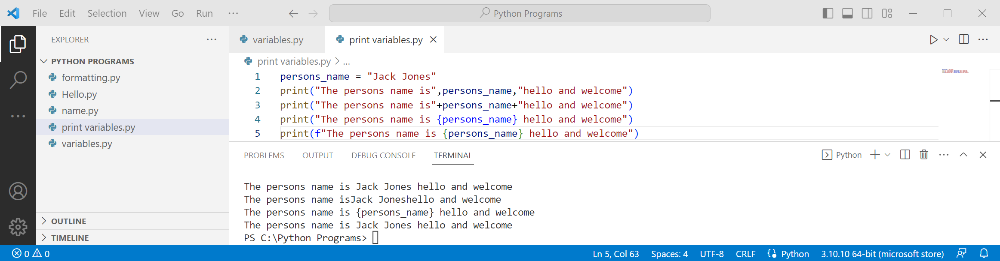 File Edit Selection View Go Run ... Python Programs
EXPLORER ...
PYTHON PROGRAMS
formatting.py
Hello.py
name.py
print variables.py
variables.py
OUTLINE
TIMELINE
variables.py print variables.py
print variables.py > ...
1 persons_name = "Jack Jones"
2 print("The persons name is",persons_name,"hello and welcome")
3 print("The persons name is"+persons_name+"hello and welcome")
4 print("The persons name is {persons_name} hello and welcome")
5 print(f"The persons name is {persons_name} hello and welcome")
PROBLEMS OUTPUT DEBUG CONSOLE TERMINAL Python
The persons name is Jack Jones hello and welcome
The persons name isJack Joneshello and welcome
The persons name is {persons_name} hello and welcome
The persons name is Jack Jones hello and welcome
PS C:\Python Programs>
0 0 Ln 5, Col 63 Spaces: 4 UTF-8 CRLF Python 3.10.10 64-bit (microsoft store)